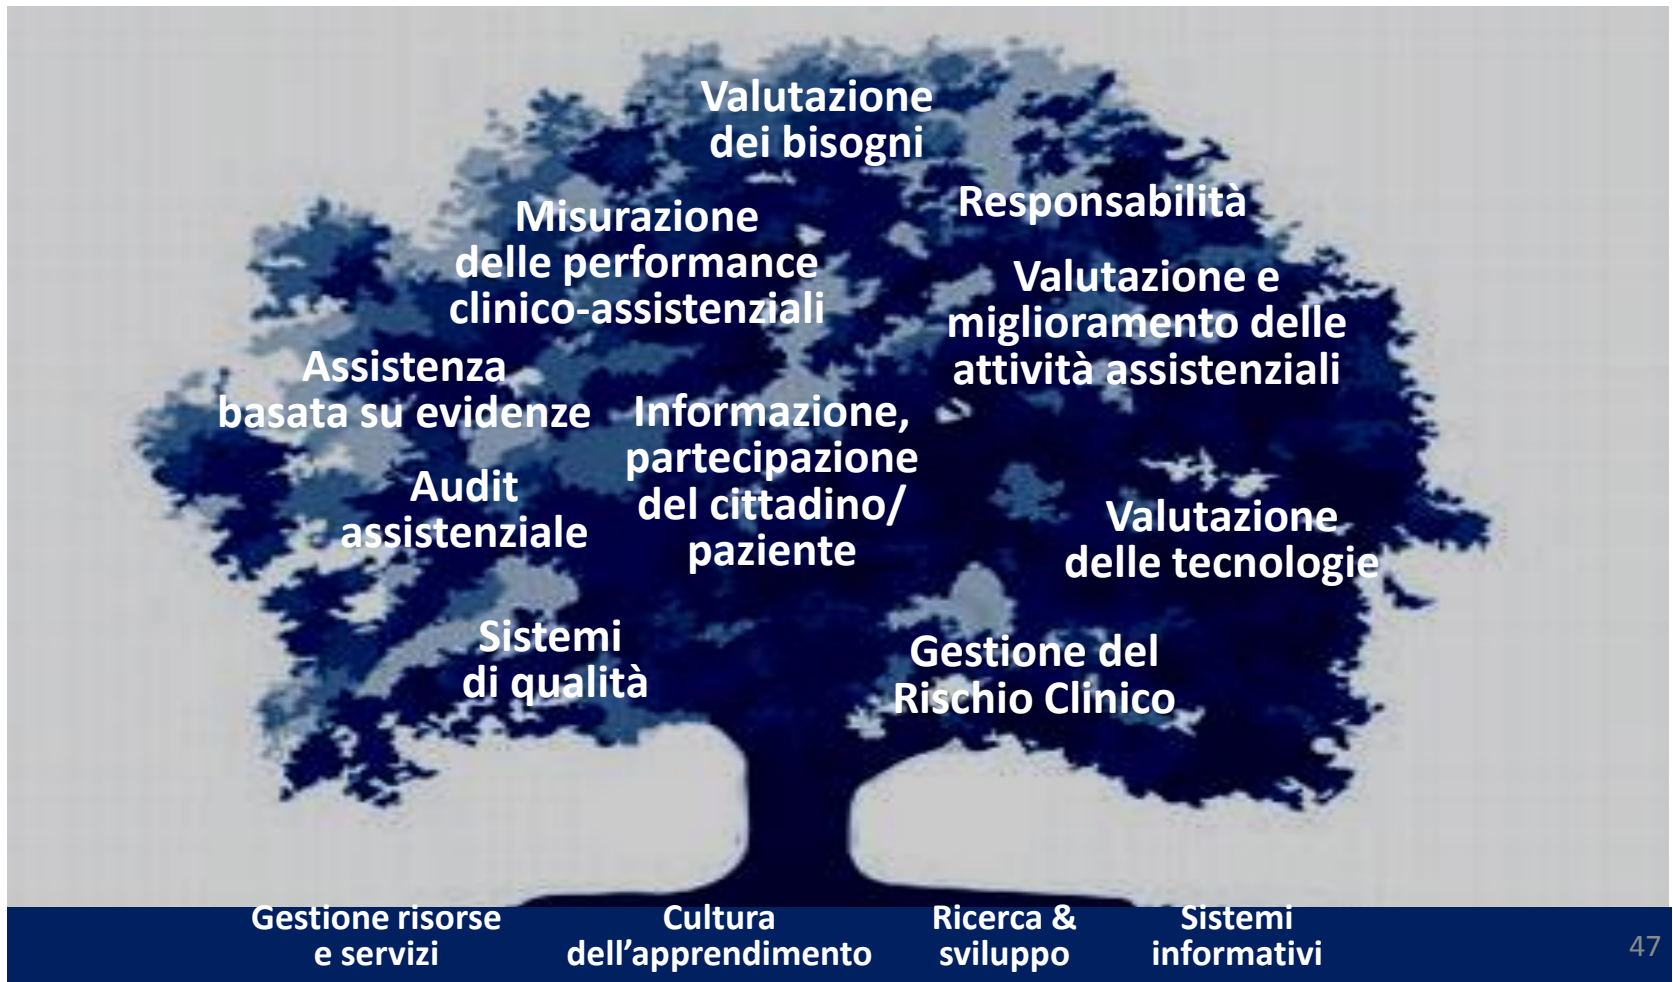 Valutazione
dei bisogni
Responsabilità
Misurazione
delle performance
clinico-assistenziali
Valutazione e
miglioramento delle
attività assistenziali
Assistenza
basata su evidenze
Informazione,
partecipazione
del cittadino/
paziente
Audit
assistenziale
Valutazione
delle tecnologie
Sistemi
di qualità
Gestione del
Rischio Clinico
Gestione risorse
e servizi
Cultura
dell’apprendimento
Ricerca &
sviluppo
Sistemi
informativi
47